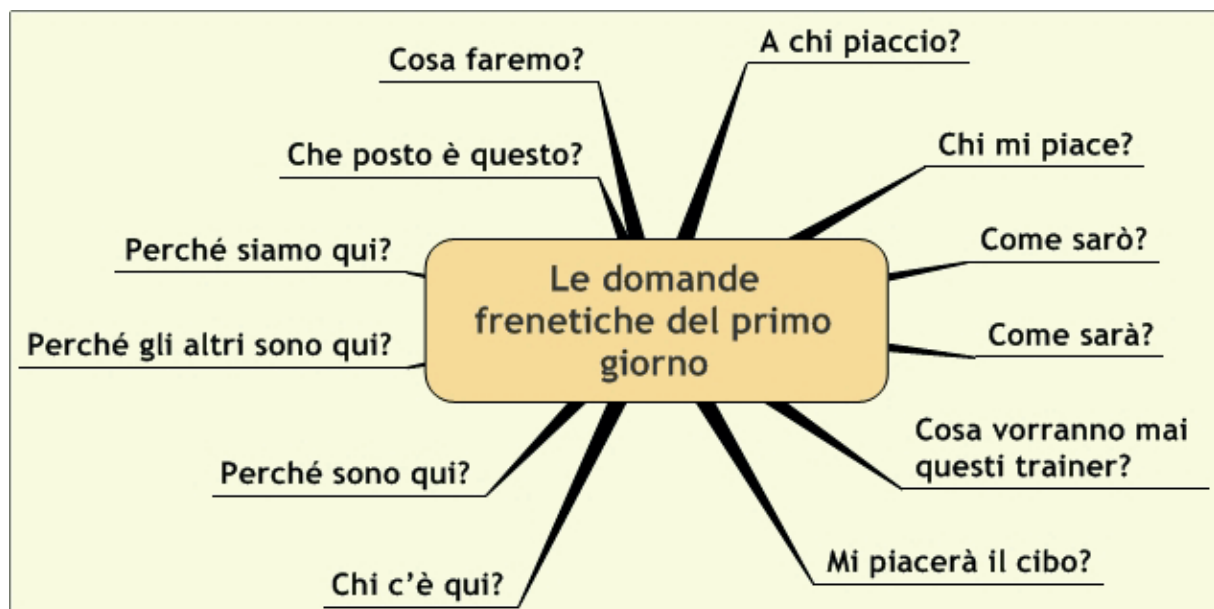 Cosa faremo?
A chi piaccio?
Che posto è questo?
Chi mi piace?
Perché siamo qui?
Come sarò?
Le domande
frenetiche del primo
giorno
Perché gli altri sono qui?
Come sarà?
Cosa vorranno mai
questi trainer?
Perché sono qui?
Mi piacerà il cibo?
Chi c’è qui?